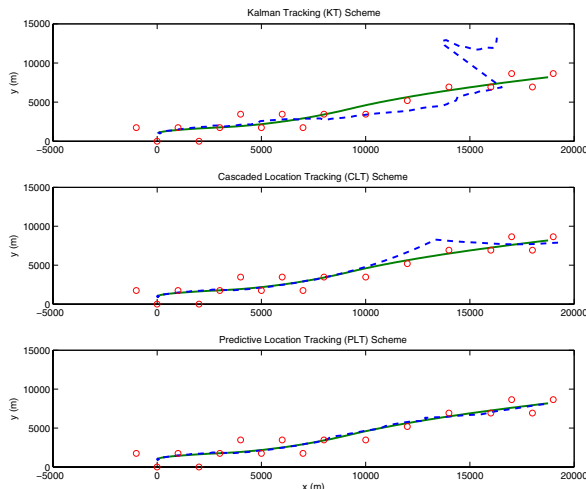 Kalman Tracking (KT) Scheme
15000
10000
y (m)
5000
0
−5000 0 5000 10000 15000 20000
Cascaded Location Tracking (CLT) Scheme
15000
10000
y (m)
5000
0
−5000 0 5000 10000 15000 20000
Predictive Location Tracking (PLT) Scheme
15000
10000
y (m)
5000
0
−5000 0 5000 10000 15000 20000
x (m)